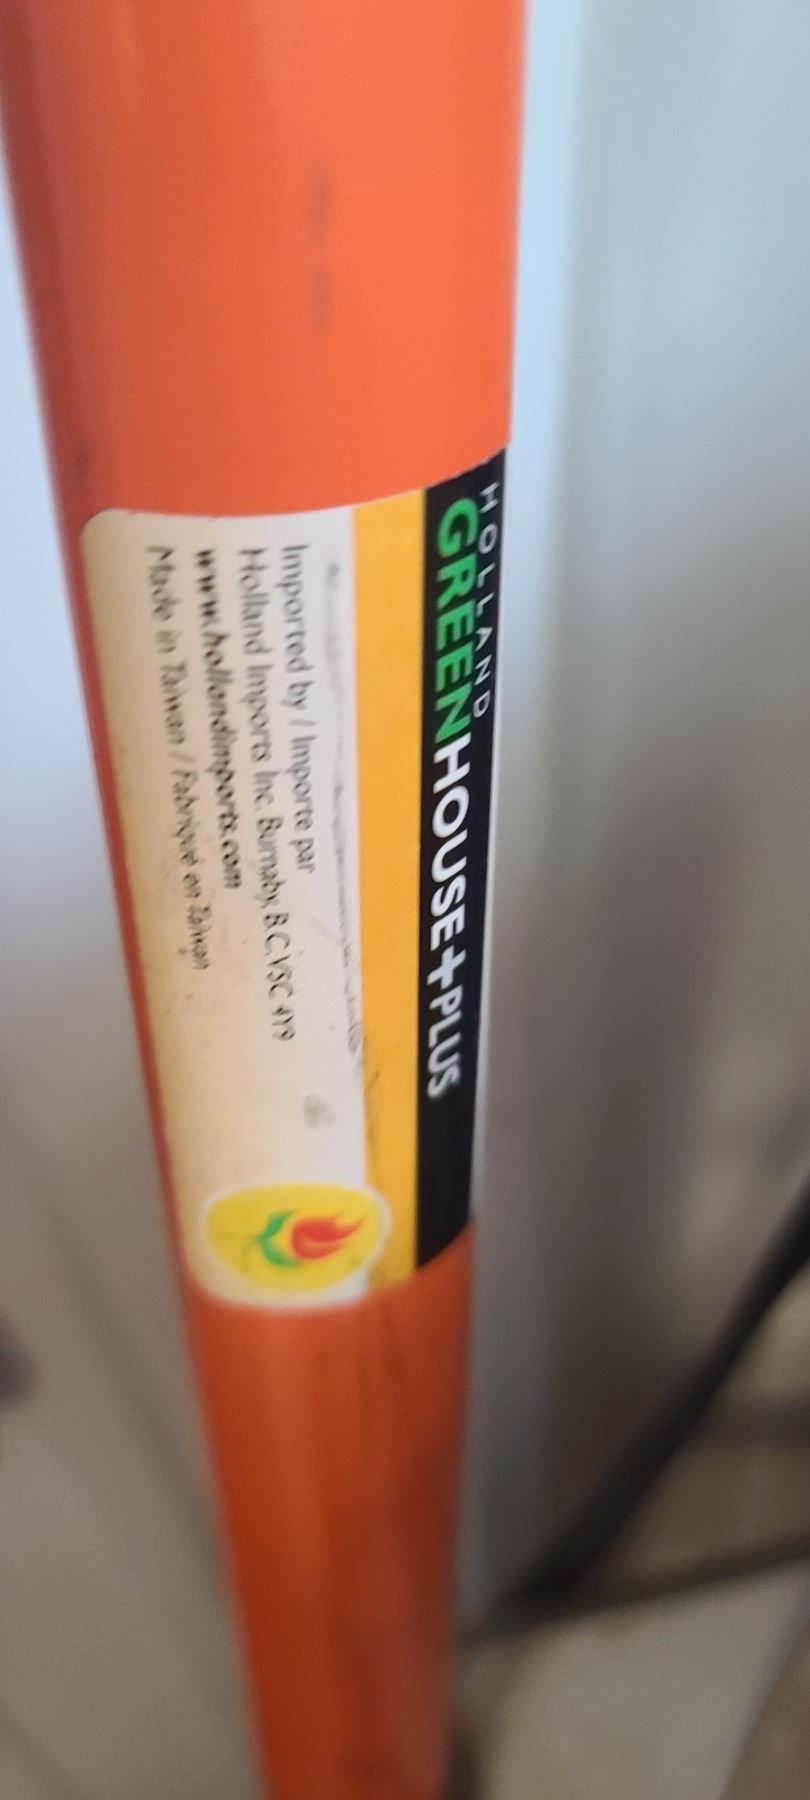 HOLLAND
GREENHOUSE+PLUS
Imported by / Importe par
Holland Imports Inc. Burnaby, B.C. V5C 4Y9
www.hollandimports.com
Made in Taiwan / Fabriqué en Taiwan